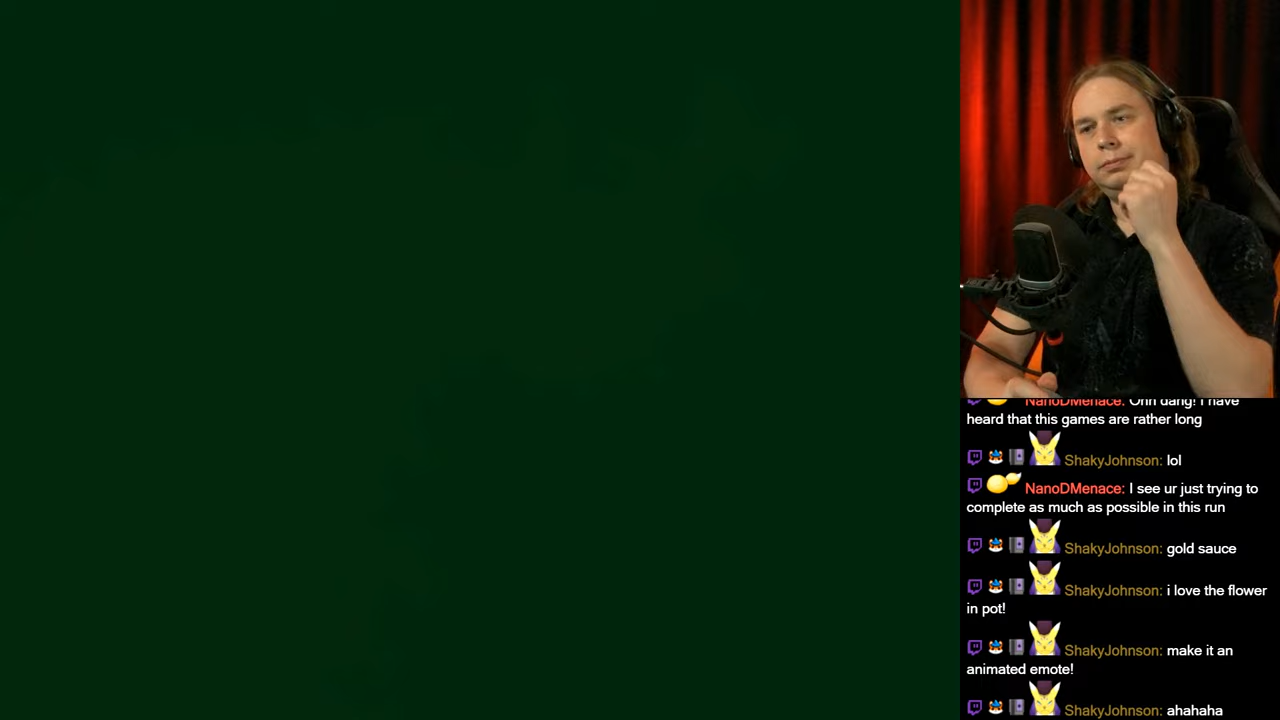 NanoDMenace: Ohh dang! I have
heard that this games are rather long
ShakyJohnson: lol
NanoDMenace: I see ur just trying to
complete as much as possible in this run
ShakyJohnson: gold sauce
ShakyJohnson: i love the flower
in pot!
ShakyJohnson: make it an
animated emote!
ShakyJohnson: ahahaha